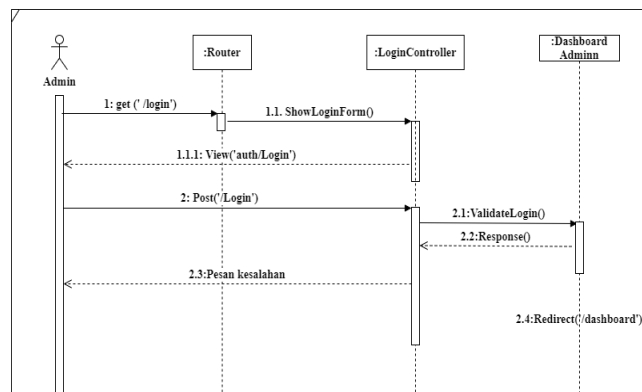 :Router
:LoginController
:Dashboard
Adminn
Admin
1: get (' /login')
1.1. ShowLoginForm()
1.1.1: View('auth/Login')
2: Post('/Login')
2.1:ValidateLogin()
2.2:Response()
2.3:Pesan kesalahan
2.4:Redirect('/dashboard')